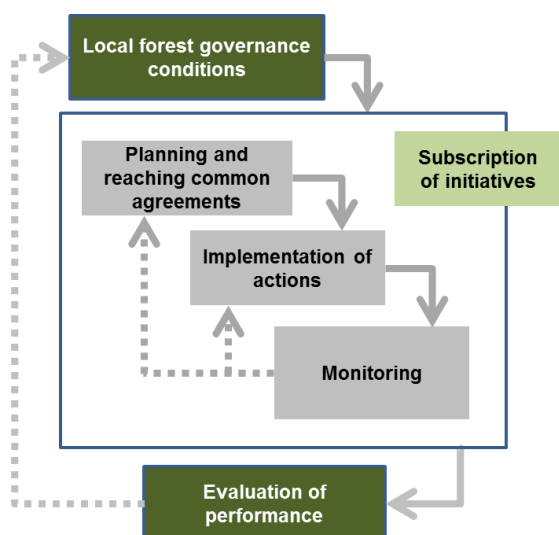 Local forest governance
conditions
Subscription
of initiatives
Planning and
reaching common
agreements
Implementation of
actions
Monitoring
Evaluation of
performance